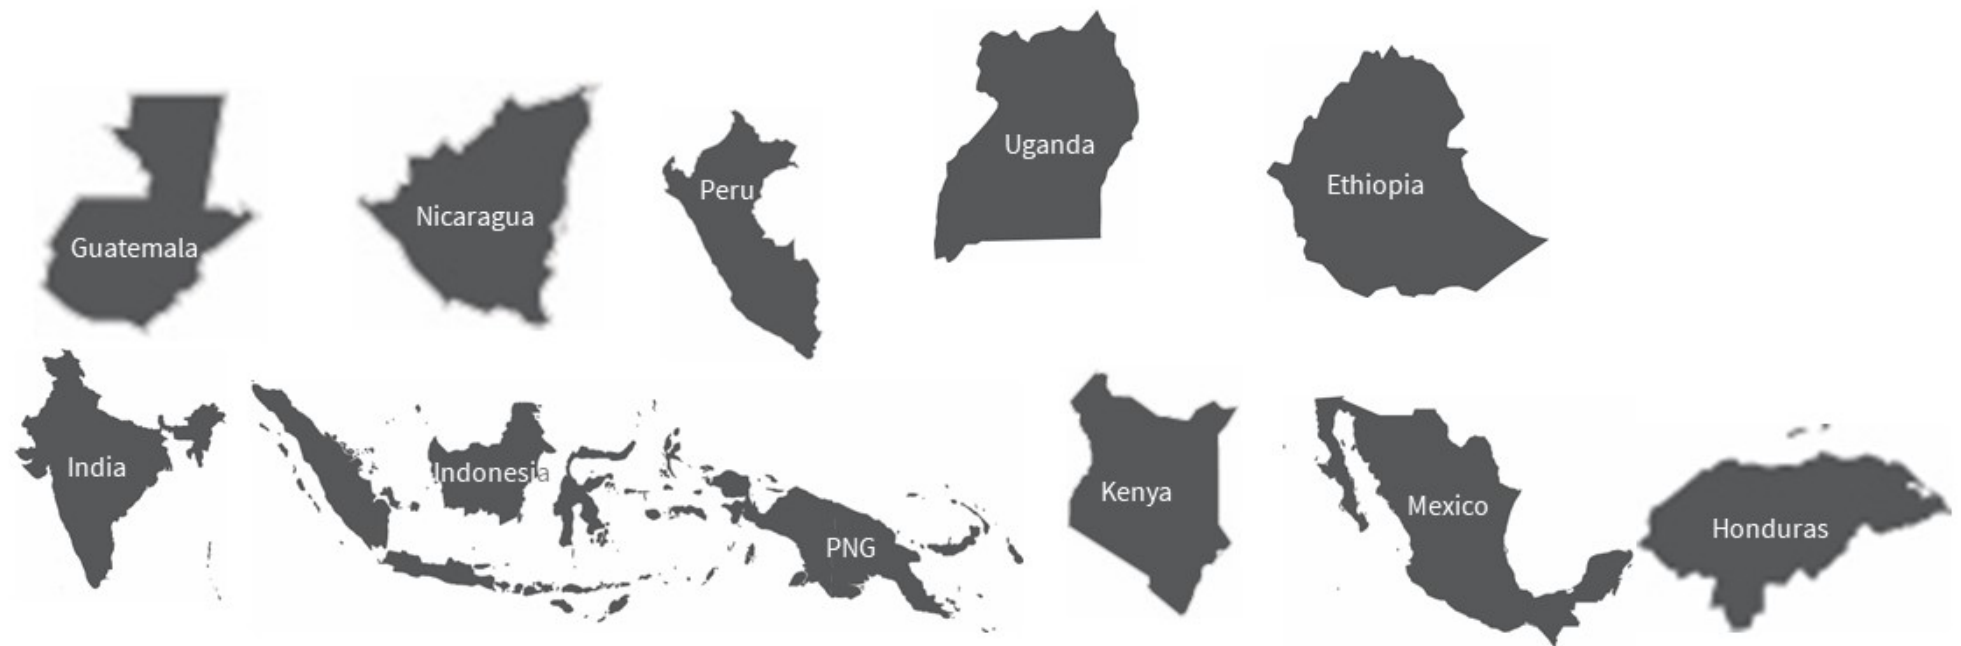 Guatemala
Nicaragua
Peru
Uganda
Ethiopia
India
Indonesia
PNG
Kenya
Mexico
Honduras